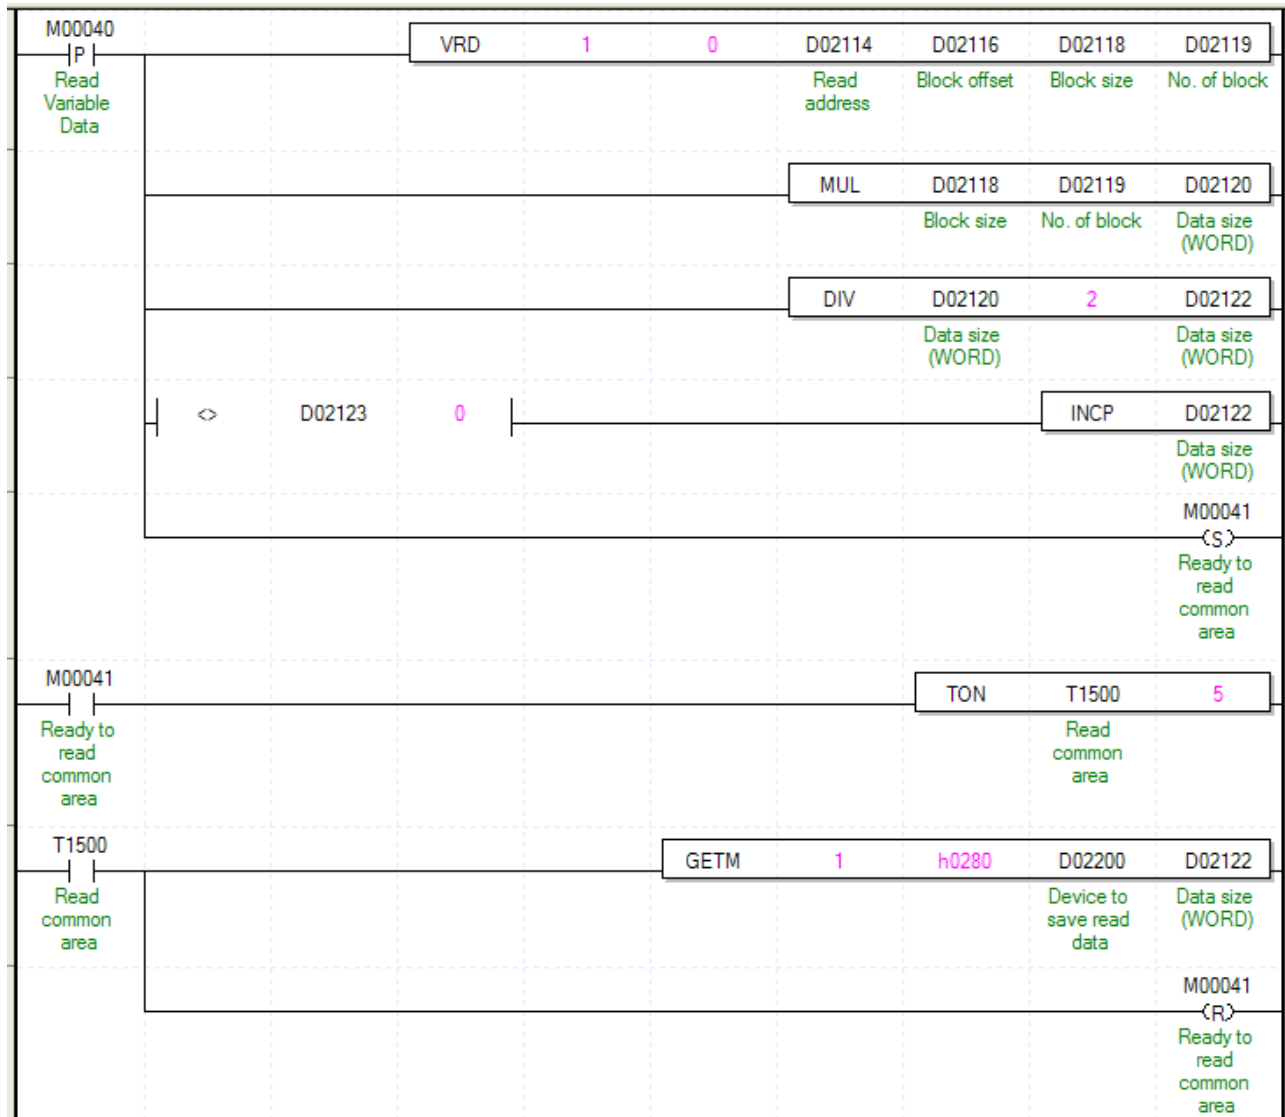 M00040
P
VRD 1 0 D02114 D02116 D02118 D02119
Read Variable Data
Read address
Block offset
Block size
No. of block
MUL D02118 D02119 D02120
Block size
No. of block
Data size (WORD)
DIV D02120 2 D02122
Data size (WORD)
Data size (WORD)
<> D02123 0
INCP D02122
Data size (WORD)
M00041
S
Ready to read common area
M00041
Ready to read common area
TON T1500 5
Read common area
T1500
Read common area
GETM 1 h0280 D02200 D02122
Device to save read data
Data size (WORD)
M00041
R
Ready to read common area